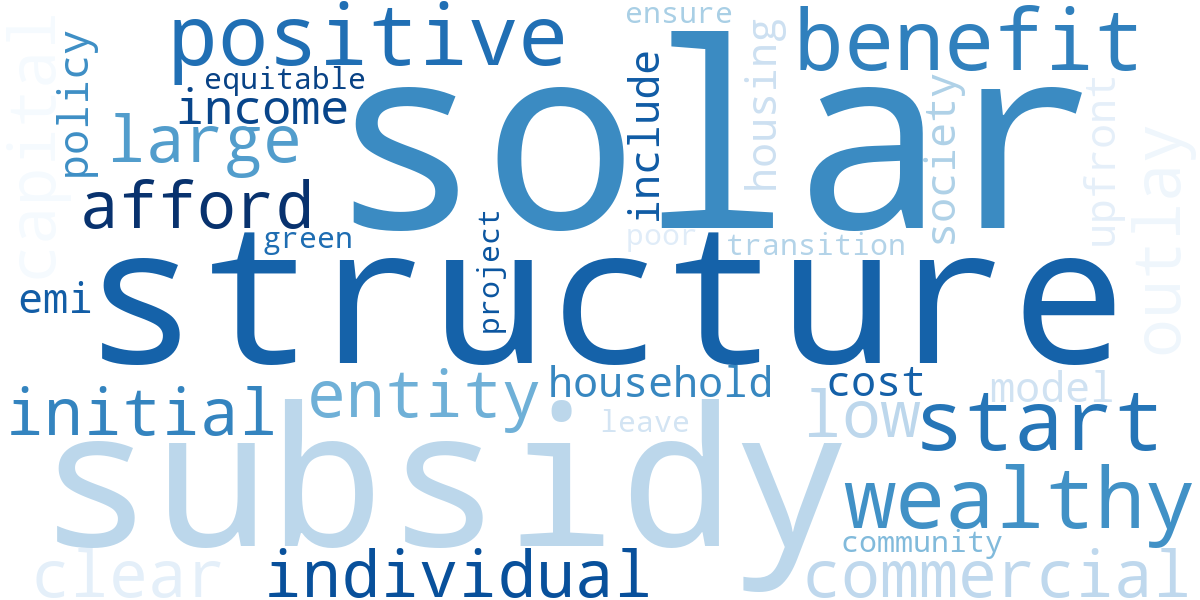 positive
ensure
benefit
capital
policy
equitable
income
large
solar
include
housing
society
upfront
outlay
afford
green
project
poor
transition
emi
structure
initial
entity
household
cost
model
subsidy
leave
low
start
wealthy
community
clear
individual
commercial